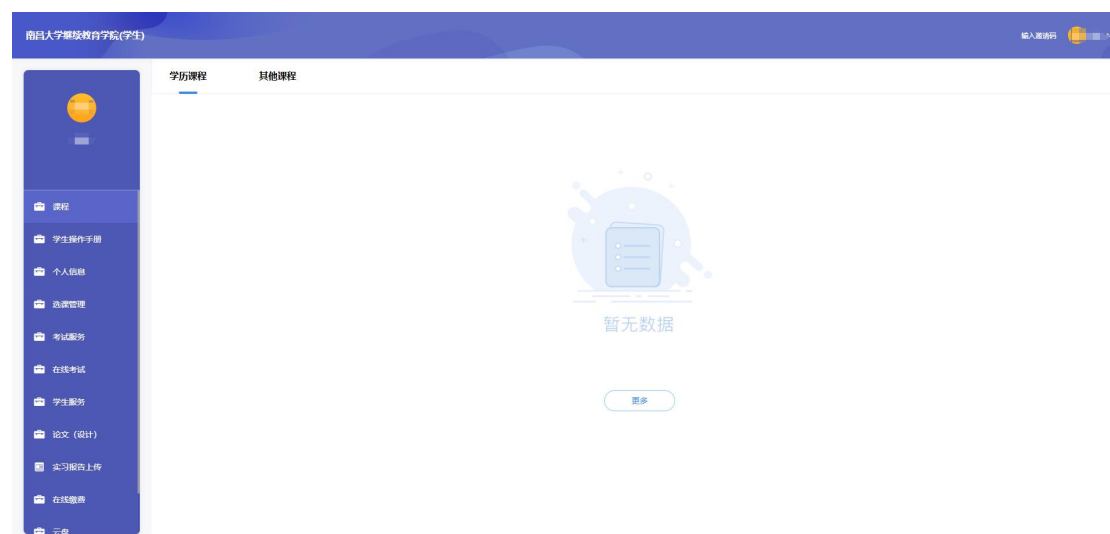 南昌大学继续教育学院(学生)
输入邀请码
学历课程 其他课程
课程
学生操作手册
个人信息
选课管理
考试服务
在线考试
学生服务
论文（设计）
实习报告上传
在线缴费
云盘
暂无数据
更多